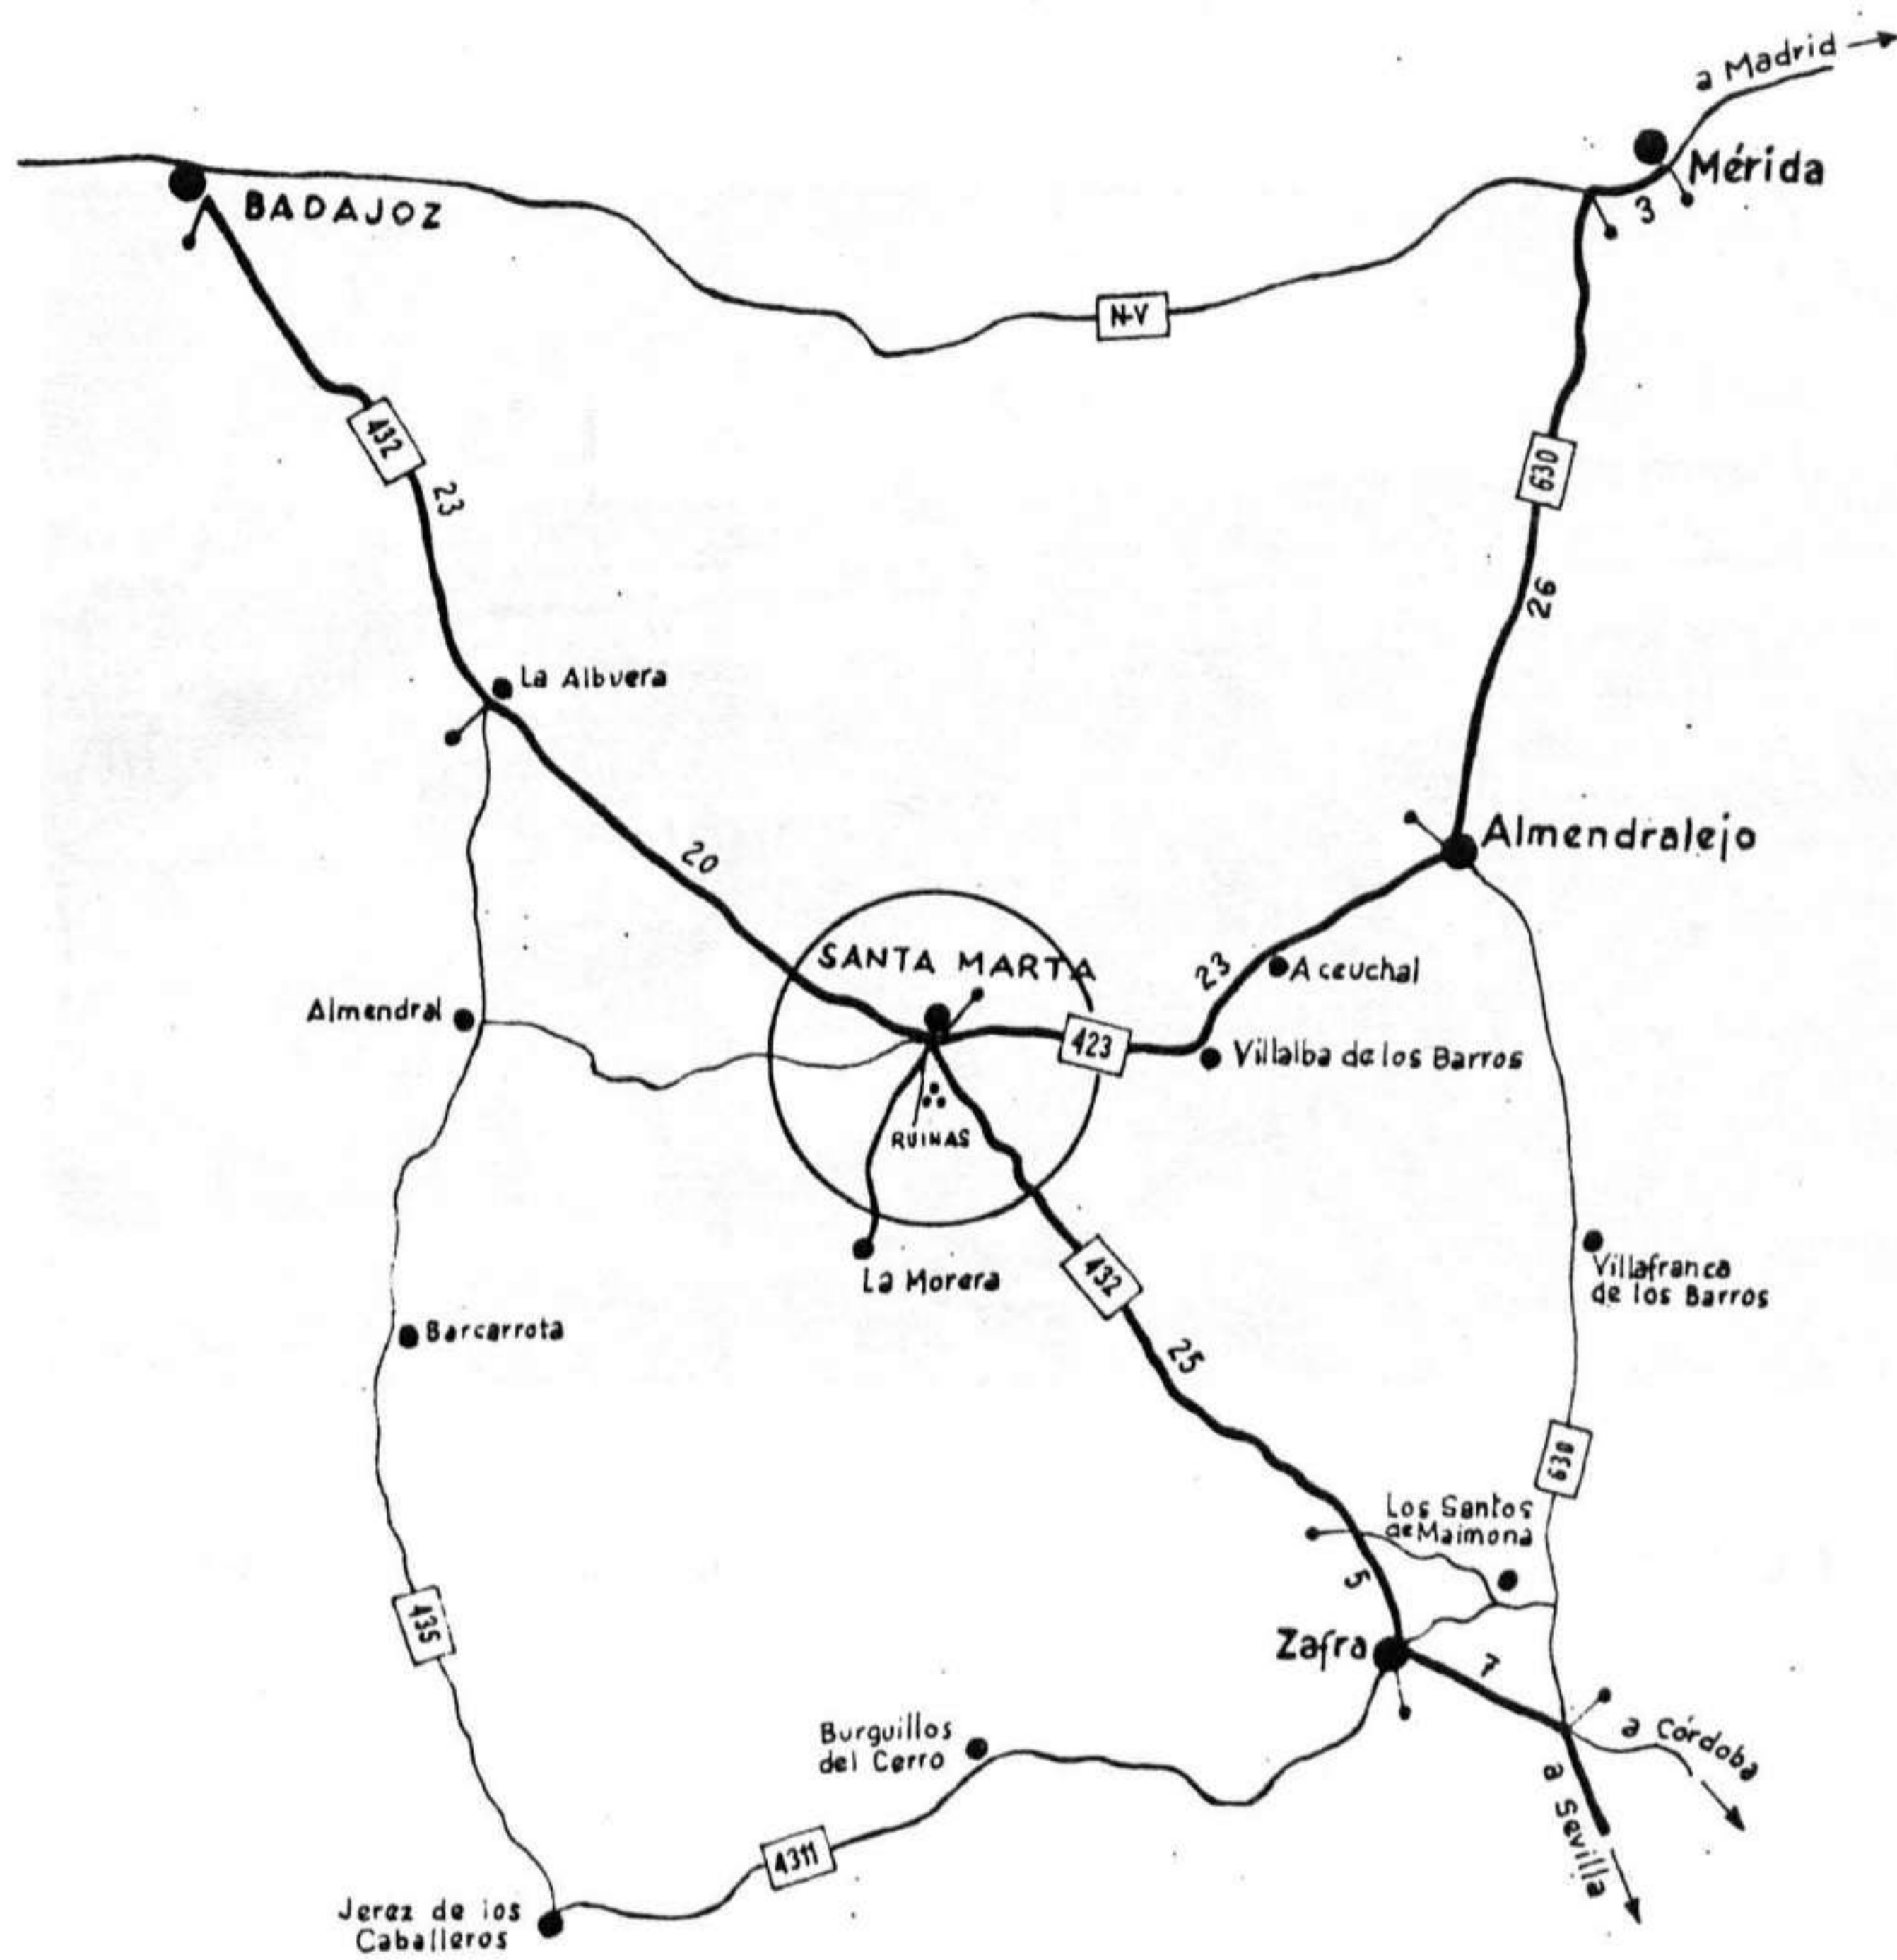 a Madrid
Mérida
BADAJOZ
3
N-V
432
23
630
26
La Albuera
20
Almendralejo
SANTA MARTA
23
Aceuchal
Almendral
423
Villalba de los Barros
RUINAS
La Morera
432
Villafranca
de los Barros
Barcarrota
25
630
Los Santos
de Maimona
5
435
Zafra
7
Burguillos
del Cerro
a Córdoba
a Sevilla
4311
Jerez de los
Caballeros